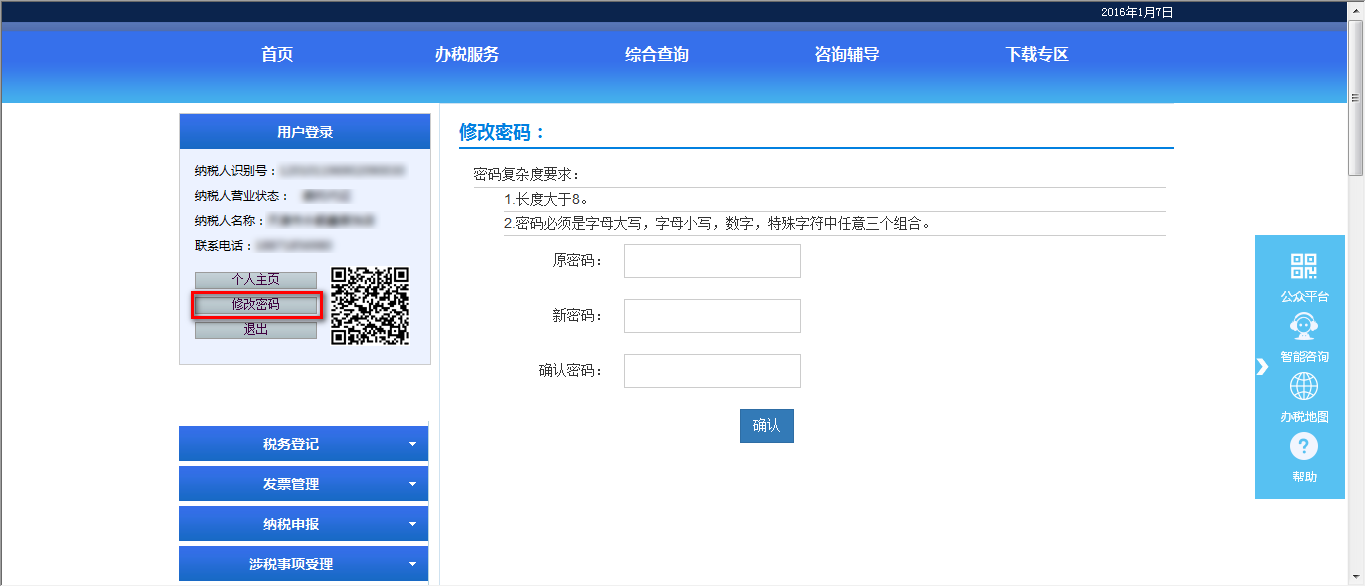 2016年1月7日
首页
办税服务
综合查询
咨询辅导
下载专区
用户登录
纳税人识别号：
纳税人营业状态：
纳税人名称：
联系电话：
个人主页
修改密码
退出
税务登记
发票管理
纳税申报
涉税事项受理
修改密码：
密码复杂度要求：
1.长度大于8。
2.密码必须是字母大写，字母小写，数字，特殊字符中任意三个组合。
原密码：
新密码：
确认密码：
确认
公众平台
智能咨询
办税地图
?
帮助